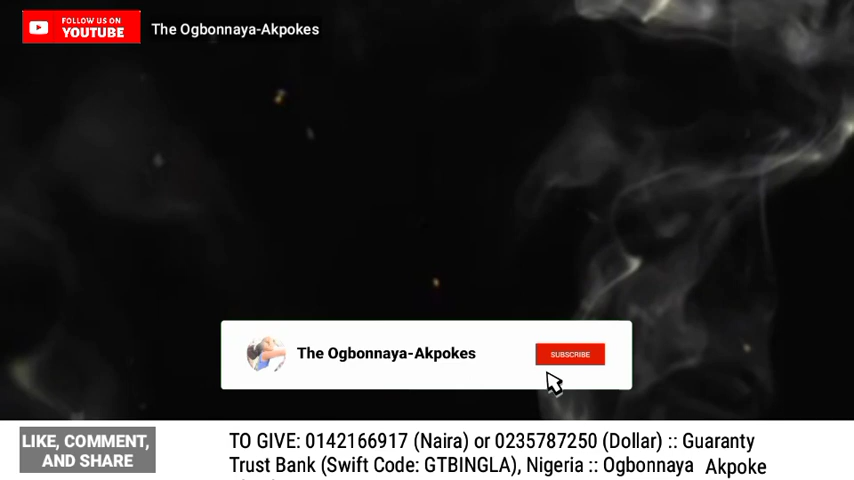 FOLLOW US ON
YOUTUBE
The Ogbonnaya-Akpokes
The Ogbonnaya-Akpokes
SUBSCRIBE
LIKE, COMMENT,
AND SHARE
TO GIVE: 0142166917 (Naira) or 0235787250 (Dollar) :: Guaranty
Trust Bank (Swift Code: GTBINGLA), Nigeria :: Ogbonnaya Akpoke